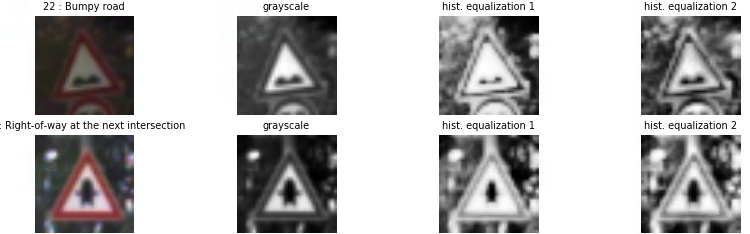 22 : Bumpy road grayscale hist. equalization 1 hist. equalization 2
: Right-of-way at the next intersection grayscale hist. equalization 1 hist. equalization 2